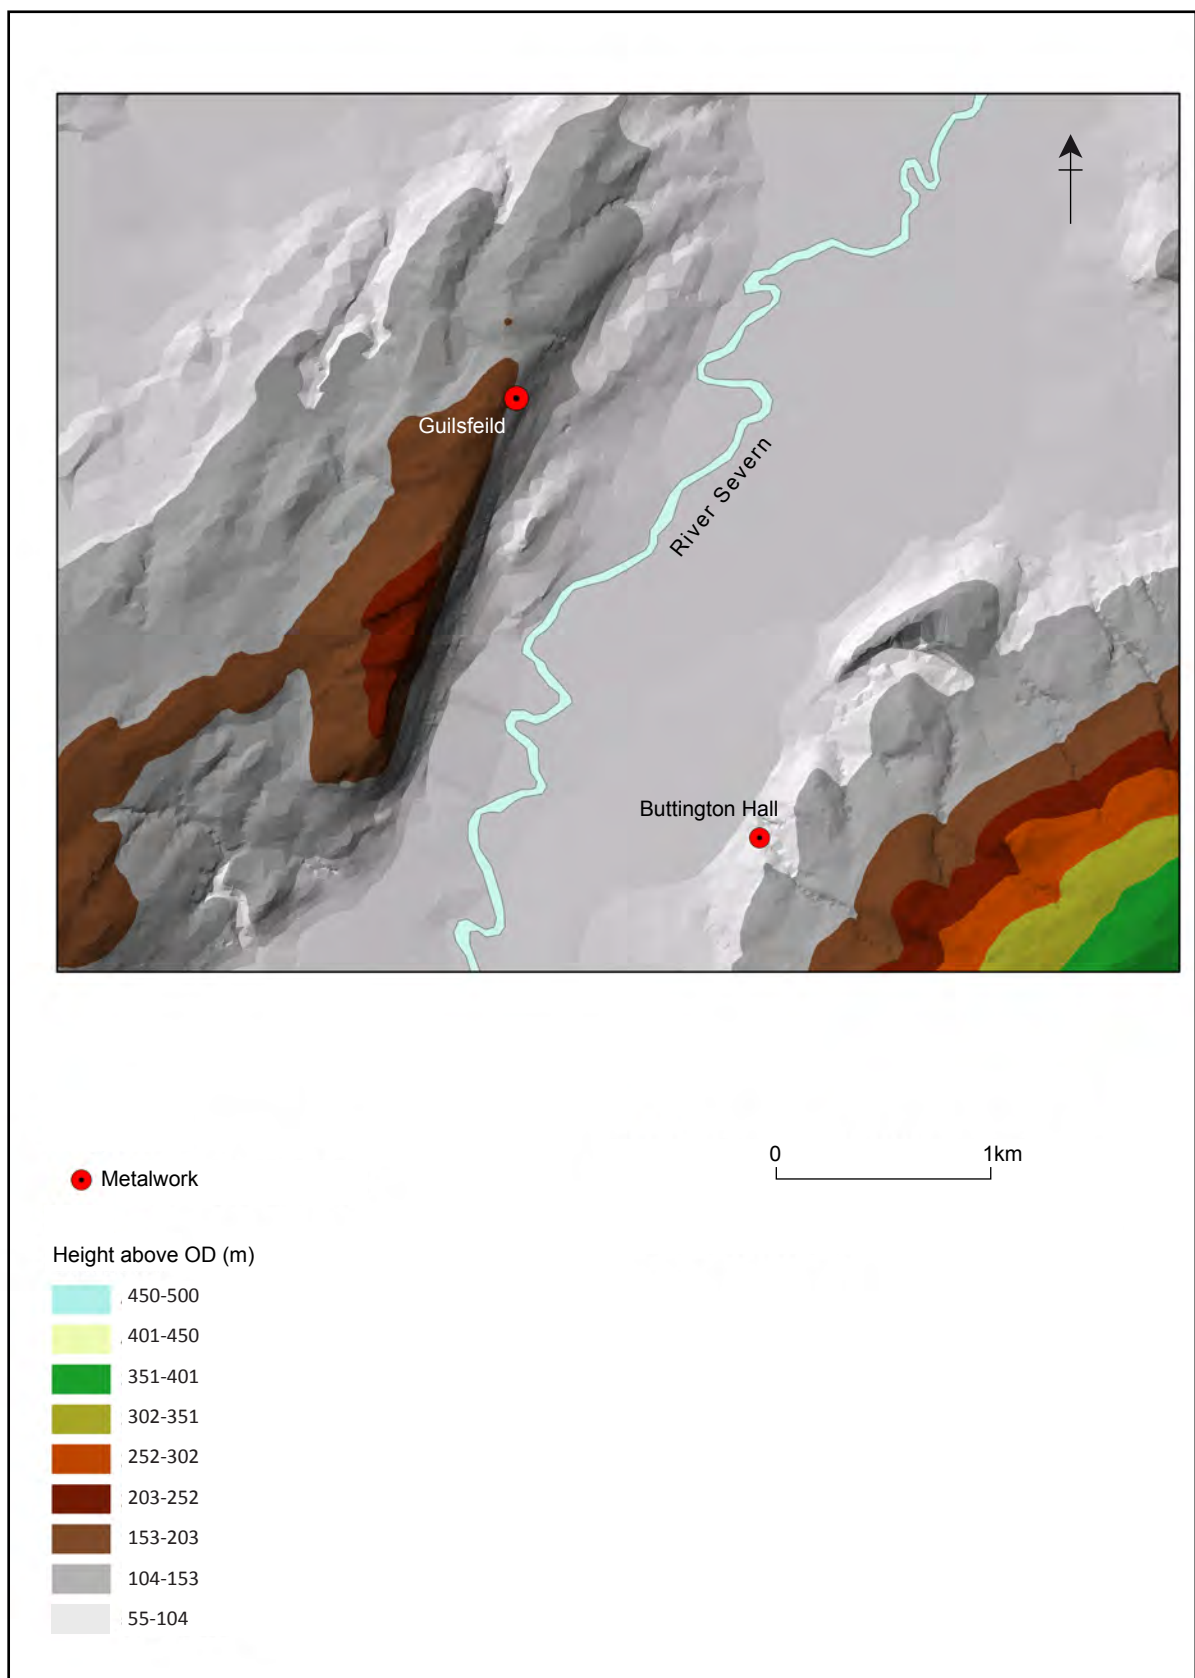 Guilsfeild
River Severn
Buttington Hall
0 1km
Metalwork
Height above OD (m)
450-500
401-450
351-401
302-351
252-302
203-252
153-203
104-153
55-104